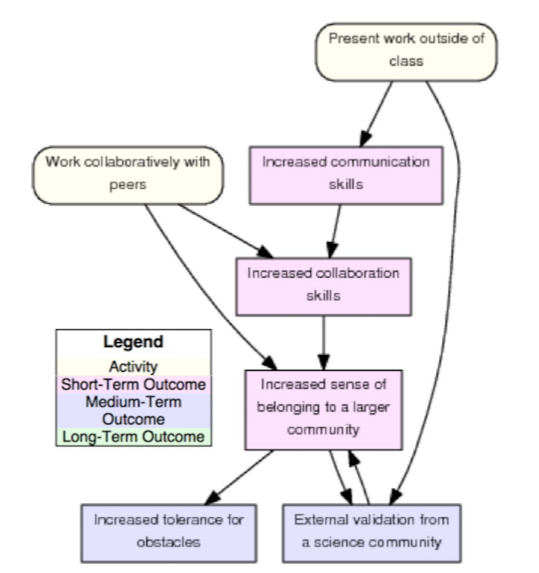 Present work outside of
class
Work collaboratively with
peers
Increased communication
skills
Increased collaboration
skills
Legend
Activity
Short-Term Outcome
Medium-Term
Outcome
Long-Term Outcome
Increased sense of
belonging to a larger
community
Increased tolerance for
obstacles
External validation from
a science community